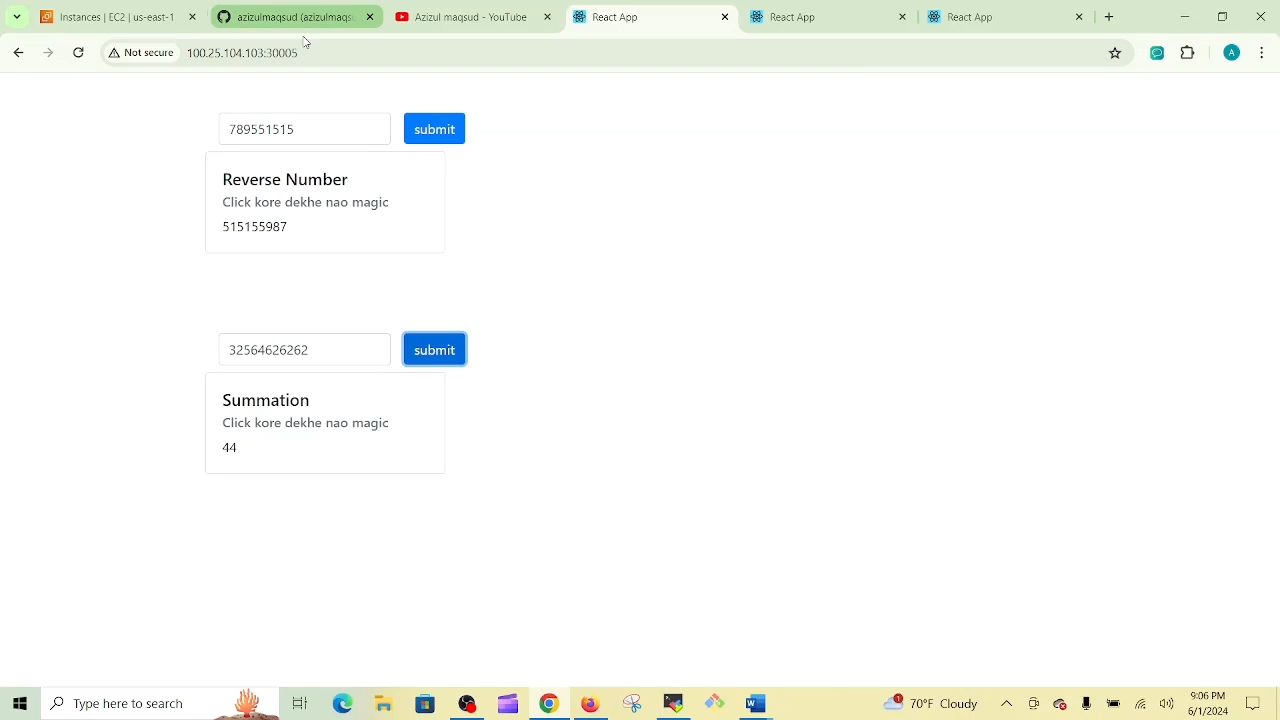 Instances | EC2 | us-east-1
azizulmaqsud (azizulmaqsu
Azizul maqsud - YouTube
React App
React App
React App
Not secure
100.25.104.103:30005
A
789551515
submit
Reverse Number
Click kore dekhe nao magic
515155987
32564626262
submit
Summation
Click kore dekhe nao magic
44
Type here to search
1
70°F Cloudy
9:06 PM
6/1/2024